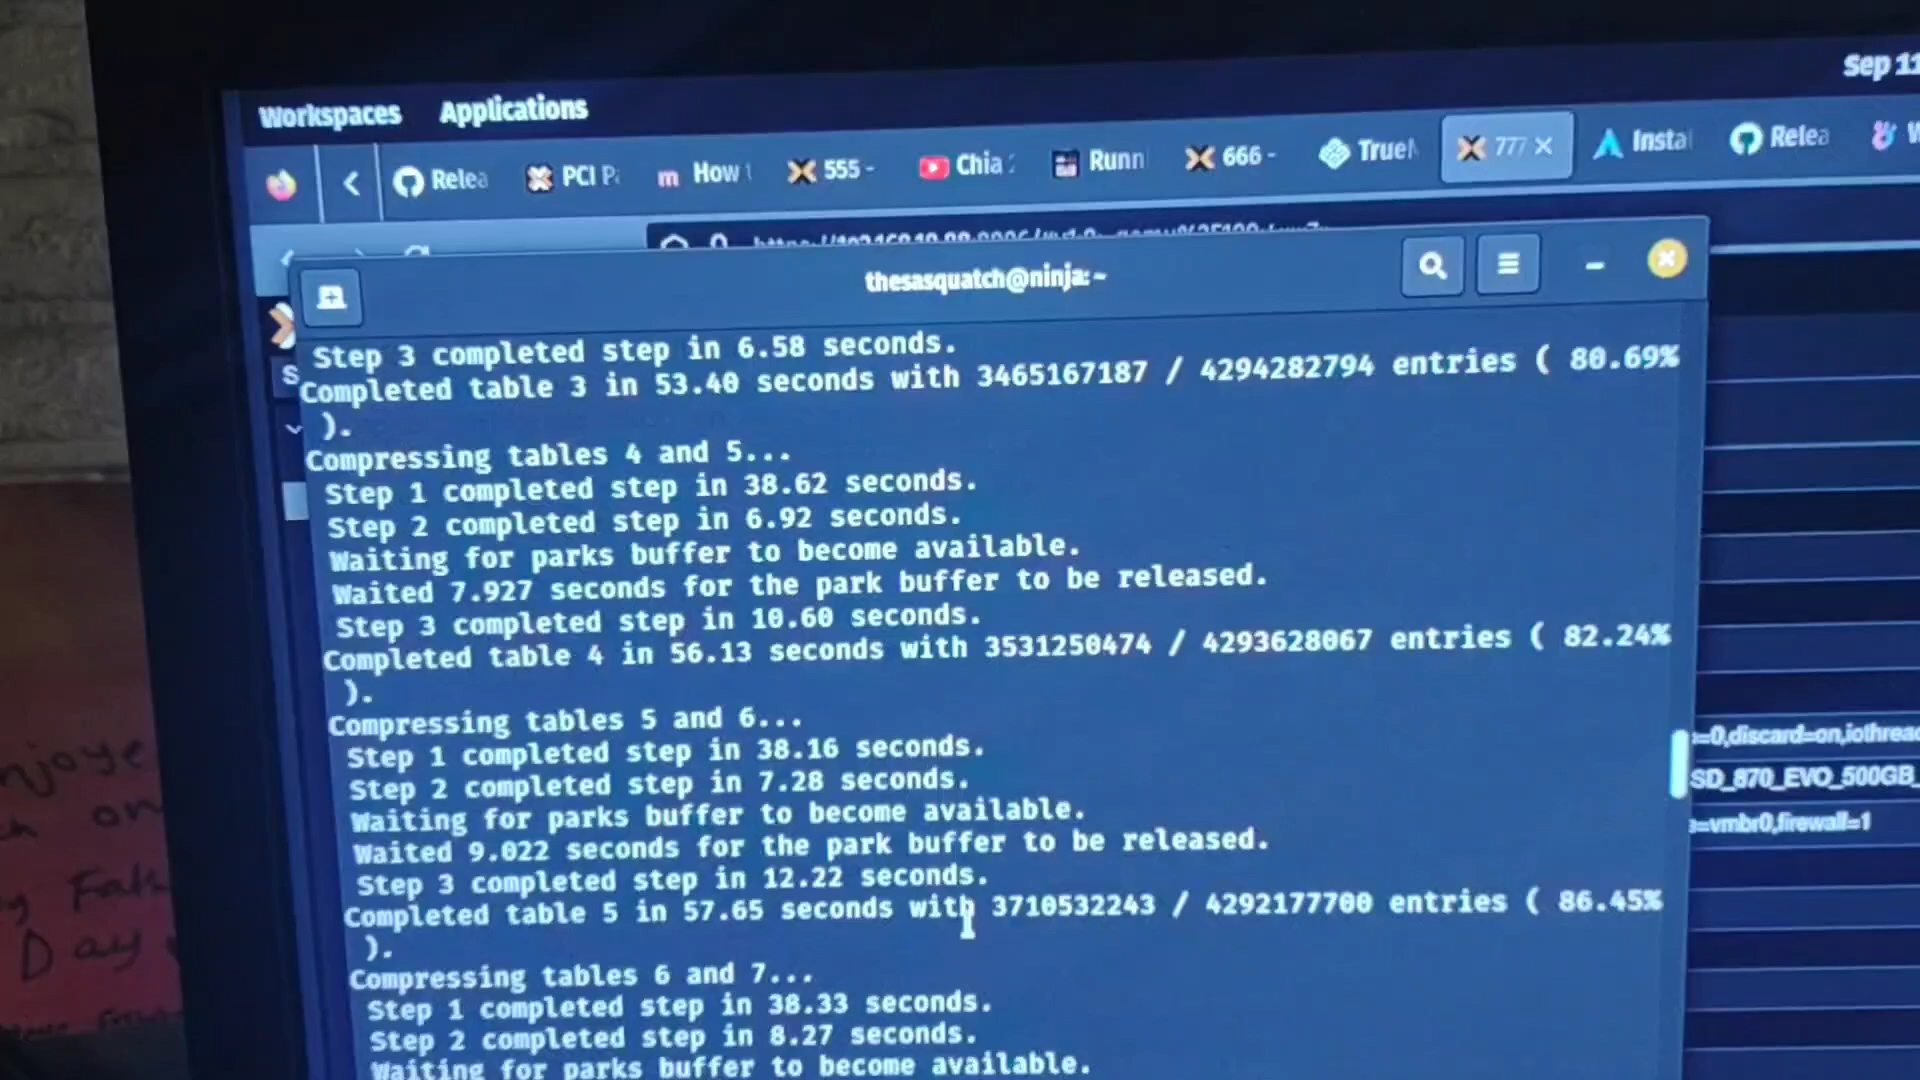 Sep 11
Workspaces Applications
Relea PCI P How t 555 - Chia Runn 666 - TrueN 777 Instal Relea
thesasquatch@ninja:~
Step 3 completed step in 6.58 seconds.
Completed table 3 in 53.40 seconds with 3465167187 / 4294282794 entries ( 80.69%
).
Compressing tables 4 and 5...
Step 1 completed step in 38.62 seconds.
Step 2 completed step in 6.92 seconds.
Waiting for parks buffer to become available.
Waited 7.927 seconds for the park buffer to be released.
Step 3 completed step in 10.60 seconds.
Completed table 4 in 56.13 seconds with 3531250474 / 4293628067 entries ( 82.24%
).
Compressing tables 5 and 6...
Step 1 completed step in 38.16 seconds.
Step 2 completed step in 7.28 seconds.
Waiting for parks buffer to become available.
Waited 9.022 seconds for the park buffer to be released.
Step 3 completed step in 12.22 seconds.
Completed table 5 in 57.65 seconds with 3710532243 / 4292177700 entries ( 86.45%
).
Compressing tables 6 and 7...
Step 1 completed step in 38.33 seconds.
Step 2 completed step in 8.27 seconds.
Waiting for parks buffer to become available.
=0,discard=on,iothread
SD_870_EVO_500GB_
=vmbr0,firewall=1
njoye
on
Day